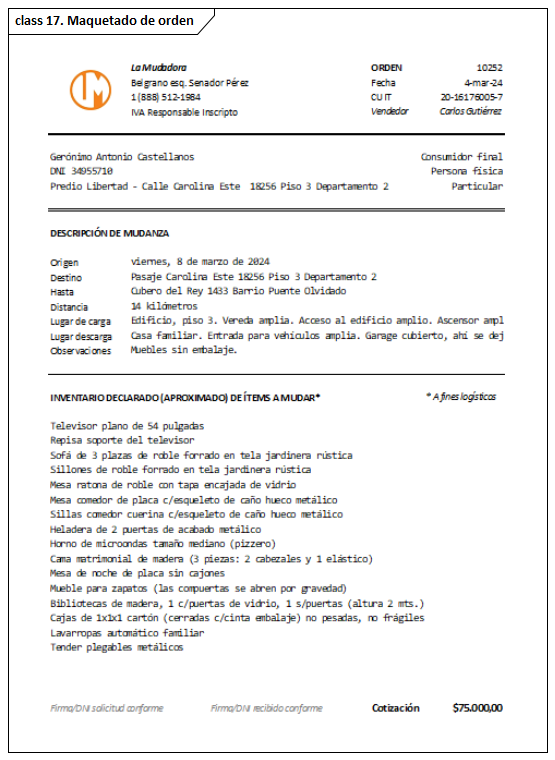 class 17. Maquetado de orden
La Mudadora ORDEN 10252
Belgrano esq. Senador Pérez Fecha 4-mar-24
1 (888) 512-1984 CUIT 20-16176005-7
IVA Responsable Inscripto Vendedor Carlos Gutiérrez
Gerónimo Antonio Castellanos Consumidor final
DNI 34955710 Persona física
Predio Libertad - Calle Carolina Este 18256 Piso 3 Departamento 2 Particular
DESCRIPCIÓN DE MUDANZA
Origen viernes, 8 de marzo de 2024
Destino Pasaje Carolina Este 18256 Piso 3 Departamento 2
Hasta Cubero del Rey 1433 Barrio Puente Olvidado
Distancia 14 kilómetros
Lugar de carga Edificio, piso 3. Vereda amplia. Acceso al edificio amplio. Ascensor ampl
Lugar descarga Casa familiar. Entrada para vehículos amplia. Garage cubierto, ahí se dej
Observaciones Muebles sin embalaje.
INVENTARIO DECLARADO (APROXIMADO) DE ÍTEMS A MUDAR* * A fines logísticos
Televisor plano de 54 pulgadas
Repisa soporte del televisor
Sofá de 3 plazas de roble forrado en tela jardinera rústica
Sillones de roble forrado en tela jardinera rústica
Mesa ratona de roble con tapa encajada de vidrio
Mesa comedor de placa c/esqueleto de caño hueco metálico
Sillas comedor cuerina c/esqueleto de caño hueco metálico
Heladera de 2 puertas de acabado metálico
Horno de microondas tamaño mediano (pizzero)
Cama matrimonial de madera (3 piezas: 2 cabezales y 1 elástico)
Mesa de noche de placa sin cajones
Mueble para zapatos (las compuertas se abren por gravedad)
Bibliotecas de madera, 1 c/puertas de vidrio, 1 s/puertas (altura 2 mts.)
Cajas de 1x1x1 cartón (cerradas c/cinta embalaje) no pesadas, no frágiles
Lavarropas automático familiar
Tender plegables metálicos
Firma/DNI solicitud conforme Firma/DNI recibido conforme Cotización $75.000,00